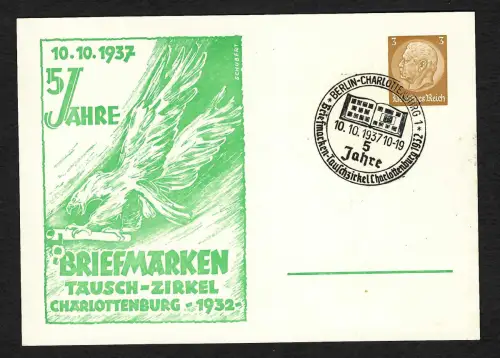 10.10.1937
5 JAHRE
SCHUBERT
BRIEFMARKEN
TAUSCH-ZIRKEL
CHARLOTTENBURG -1932-
3 3
Deutsches Reich
* BERLIN-CHARLOTTENBURG 1 *
10.10.1937 10-19
5
Jahre
Briefmarken-Tauschzirkel Charlottenburg 1932